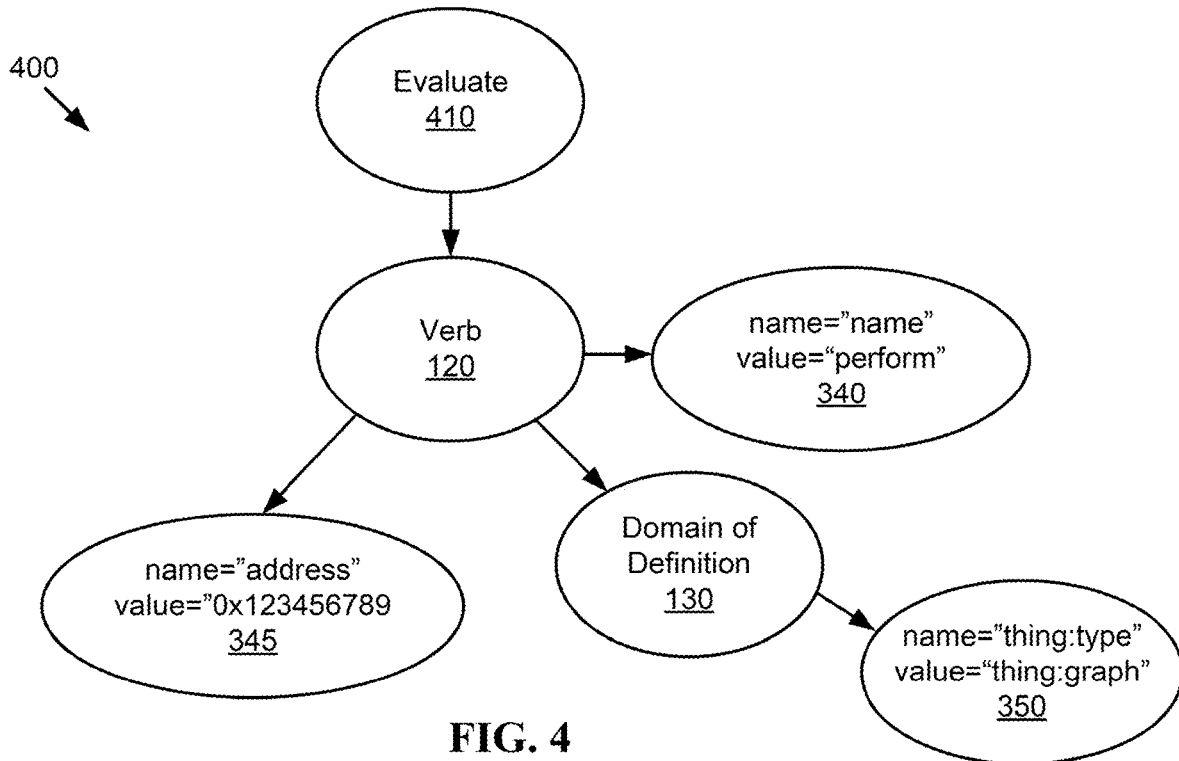 400
Evaluate
410
Verb
120
name=”name”
value=“perform”
340
name=”address”
value=”0x123456789
345
Domain of
Definition
130
name=”thing:type”
value=“thing:graph”
350
FIG. 4